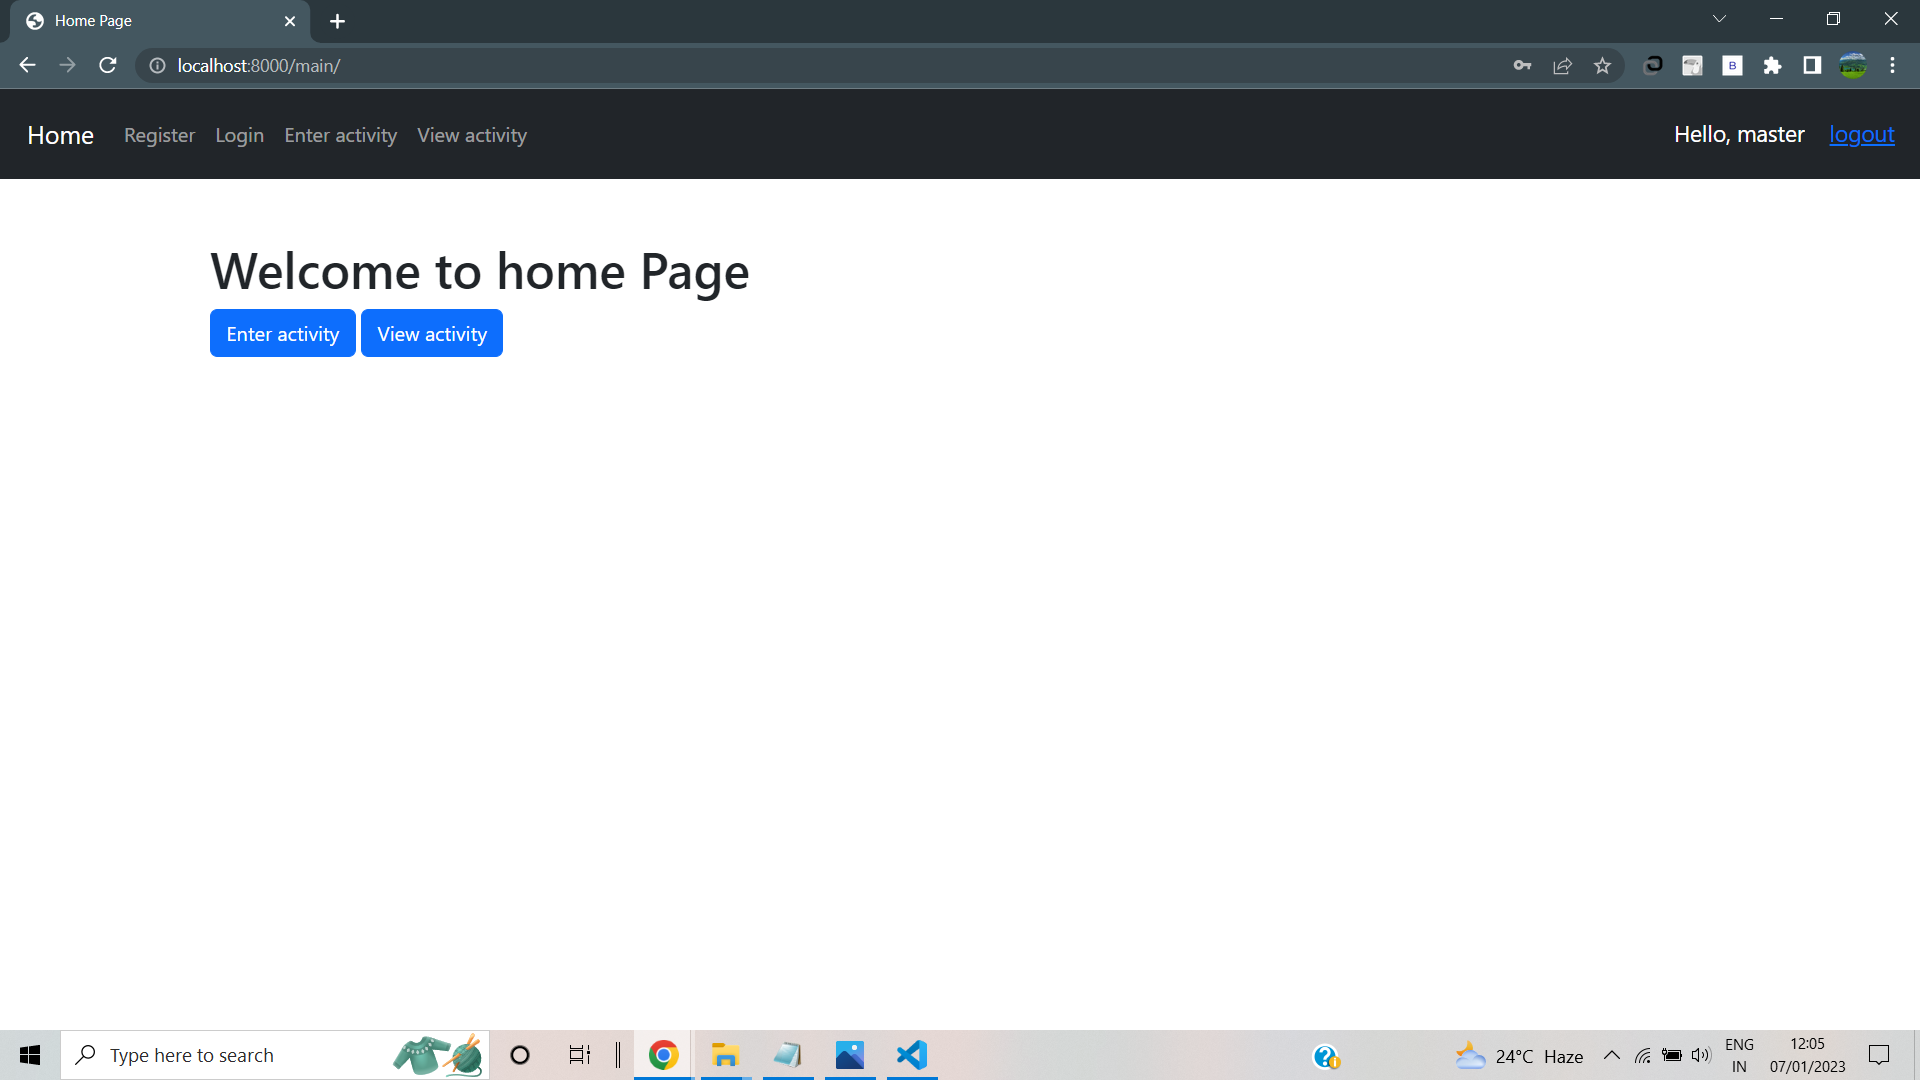 Home Page
localhost:8000/main/
B
Home Register Login Enter activity View activity Hello, master logout
Welcome to home Page
Enter activity View activity
Type here to search
24°C Haze
ENG
IN
12:05
07/01/2023